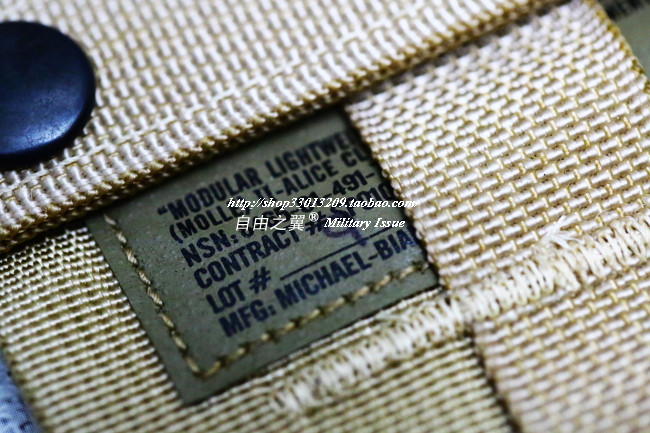 "MODULAR LIGHTWE
(MOLLE
-ALICE CL
NSN:
491-
CONTRACT #
LOT #
MFG: MICHAEL-BIA
http://shop33013209.taobao.com
自由之翼® Military Issue